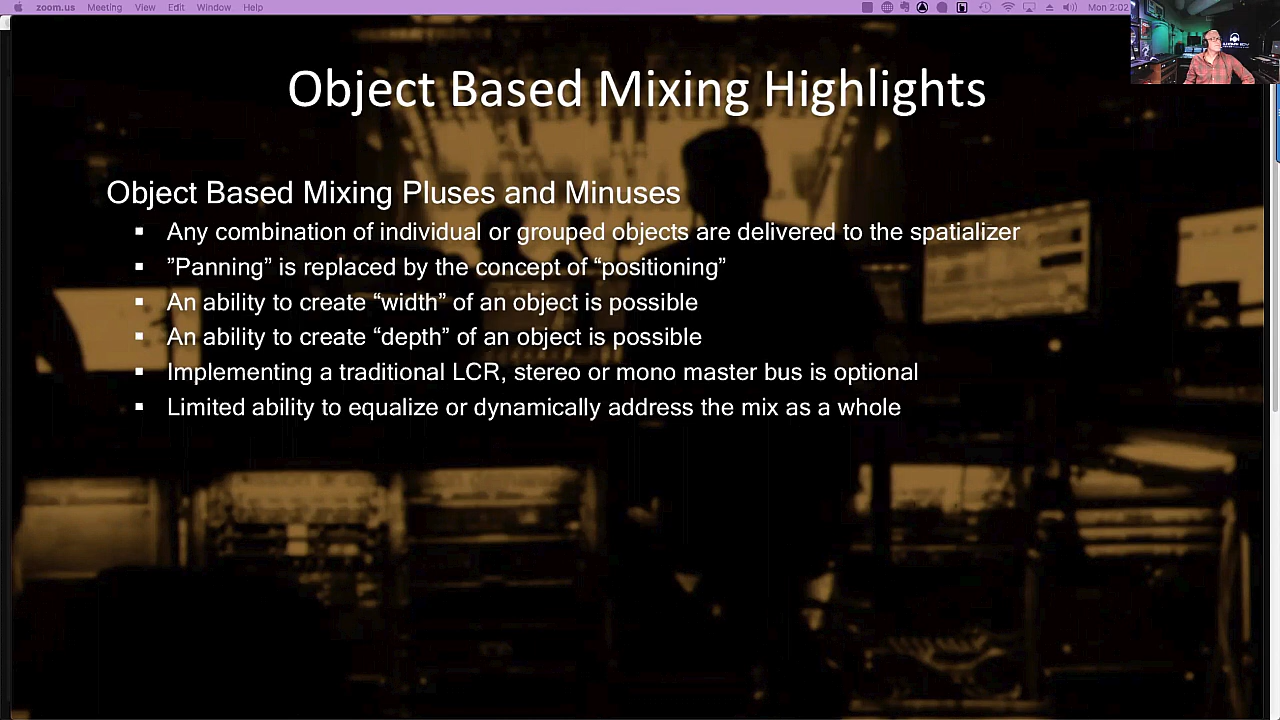 zoom.us Meeting View Edit Window Help Mon 2:02
Object Based Mixing Highlights
Object Based Mixing Pluses and Minuses
▪ Any combination of individual or grouped objects are delivered to the spatializer
▪ ”Panning” is replaced by the concept of “positioning”
▪ An ability to create “width” of an object is possible
▪ An ability to create “depth” of an object is possible
▪ Implementing a traditional LCR, stereo or mono master bus is optional
▪ Limited ability to equalize or dynamically address the mix as a whole